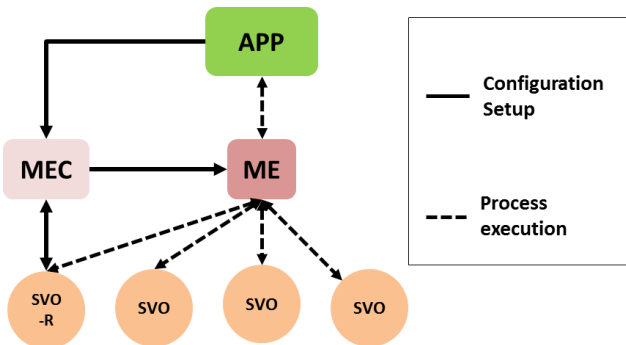 APP
Configuration
Setup
MEC
ME
Process
execution
SVO
-R
SVO
SVO
SVO